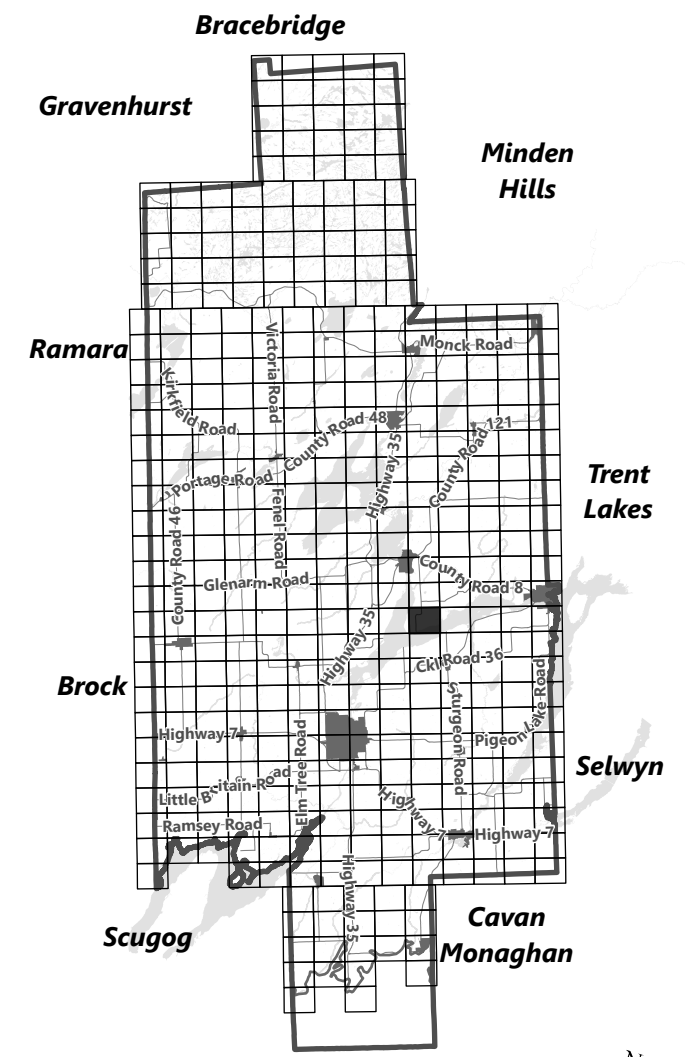 Bracebridge
Gravenhurst
Minden
Hills
Ramara
Victoria Road
Monck Road
Kirkfield Road
County Road 48
Highway 35
County Road 121
Portage Road
Trent
Lakes
County Road 46
Fenel Road
Glenarm Road
County Road 8
Highway 35
Ckl Road 36
Brock
Sturgeon Road
Pigeon Lake Road
Highway 7
Elm Tree Road
Selwyn
Little Britain Road
Highway 7
Highway 7
Ramsey Road
Highway 35
Scugog
Cavan
Monaghan
N